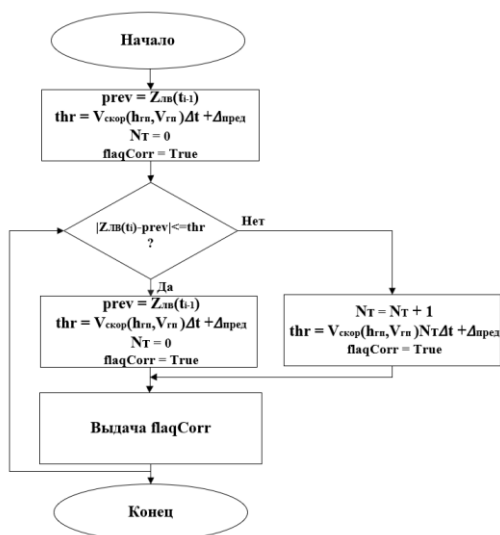 Начало
prev = Zлв(ti-1)
thr = Vскор(hгп,Vгп)Δt +Δпред
Nт = 0
flaqCorr = True
|Zлв(ti)-prev|<=thr
?
Нет
Да
prev = Zлв(ti-1)
thr = Vскор(hгп,Vгп)Δt +Δпред
Nт = 0
flaqCorr = True
Nт = Nт + 1
thr = Vскор(hгп,Vгп)NтΔt +Δпред
flaqCorr = True
Выдача flaqCorr
Конец